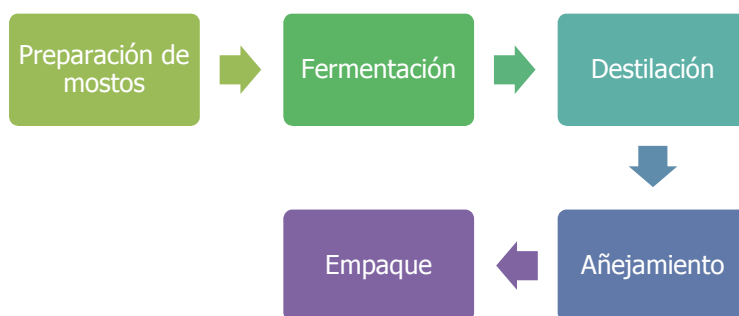 Preparación de
mostos
Fermentación
Destilación
Añejamiento
Empaque